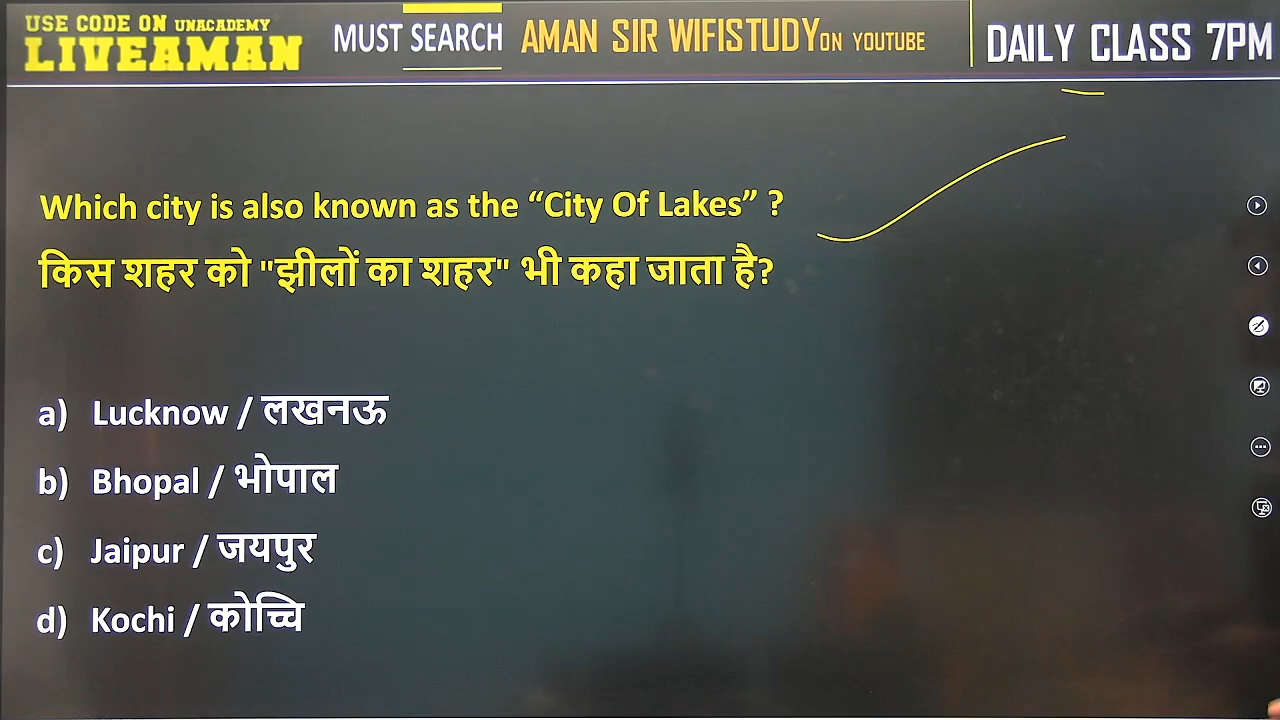 USE CODE ON UNACADEMY
LIVEAMAN
MUST SEARCH AMAN SIR WIFISTUDY ON YOUTUBE
DAILY CLASS 7PM
Which city is also known as the “City Of Lakes” ?
किस शहर को "झीलों का शहर" भी कहा जाता है?
a) Lucknow / लखनऊ
b) Bhopal / भोपाल
c) Jaipur / जयपुर
d) Kochi / कोच्चि